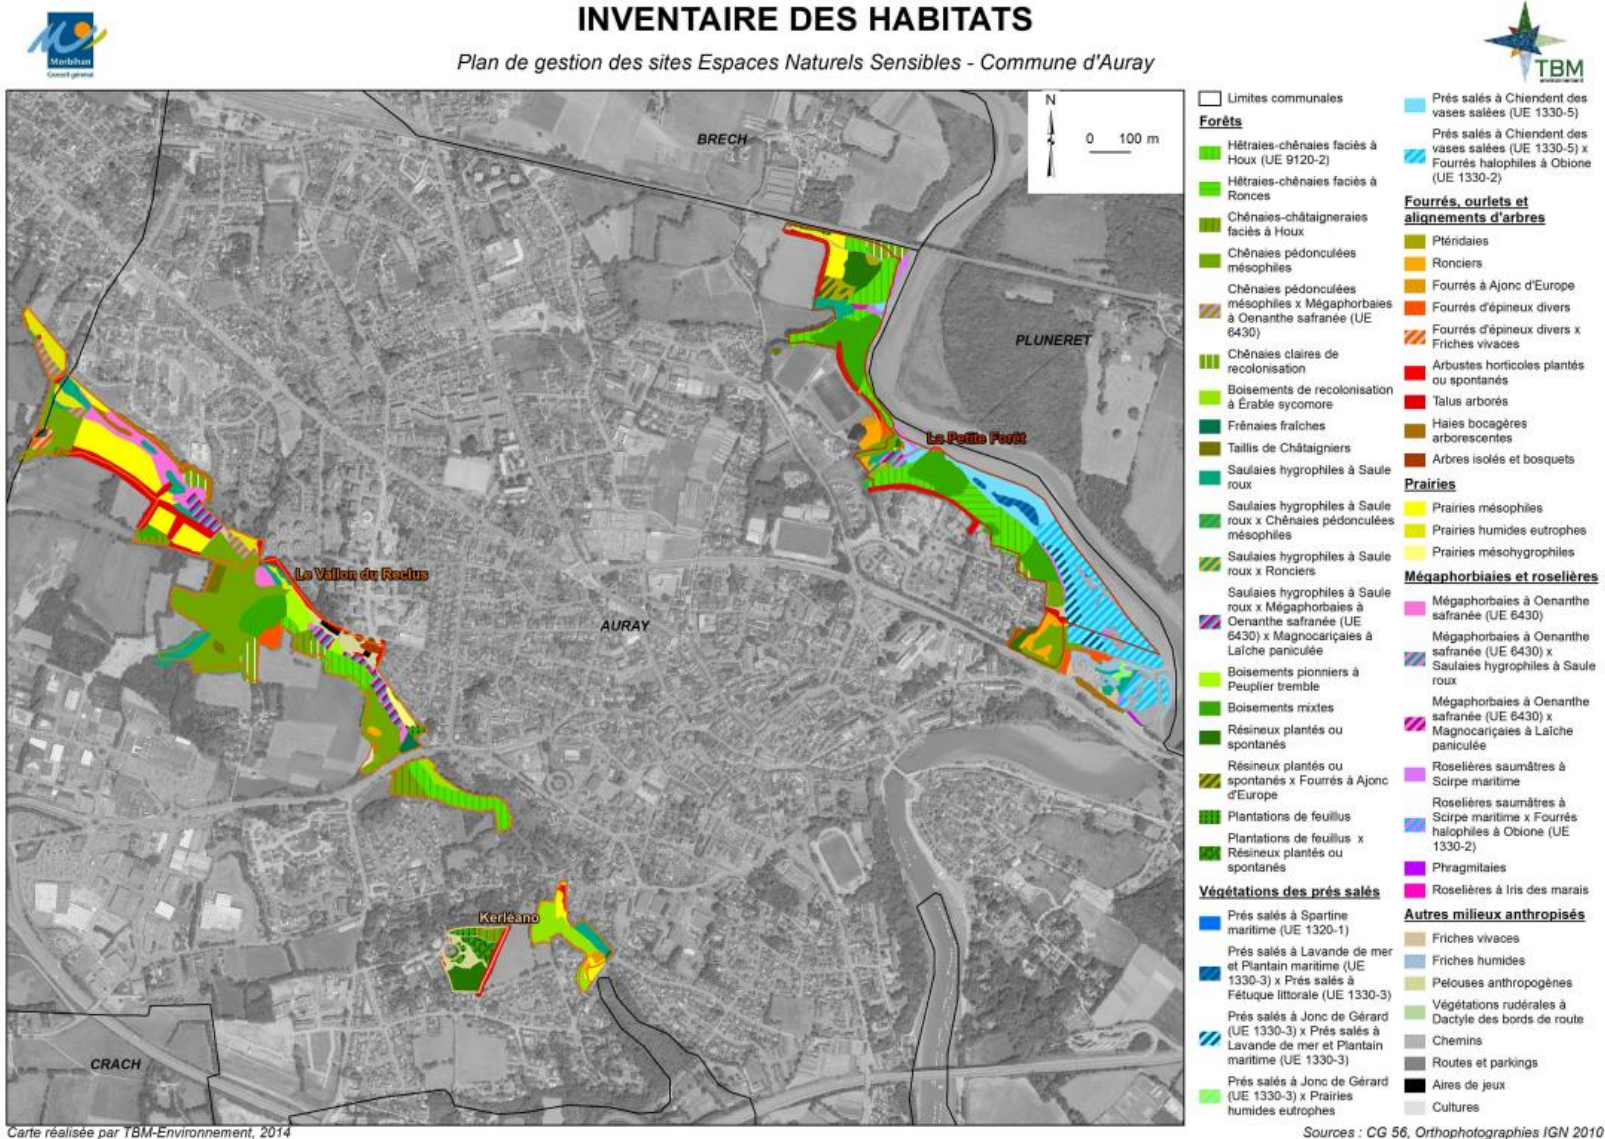 INVENTAIRE DES HABITATS
Plan de gestion des sites Espaces Naturels Sensibles - Commune d'Auray
Morbihan
Conseil général
TBM
environnement
BRECH
N
0 100 m
PLUNERET
La Petite Forêt
Le Vallon du Reclus
AURAY
Kerléano
CRACH
Limites communales
Forêts
Hêtraies-chênaies faciès à
Houx (UE 9120-2)
Hêtraies-chênaies faciès à
Ronces
Chênaies-châtaigneraies
faciès à Houx
Chênaies pédonculées
mésophiles
Chênaies pédonculées
mésophiles x Mégaphorbaies
à Oenanthe safranée (UE
6430)
Chênaies claires de
recolonisation
Boisements de recolonisation
à Érable sycomore
Frênaies fraîches
Taillis de Châtaigniers
Saulaies hygrophiles à Saule
roux
Saulaies hygrophiles à Saule
roux x Chênaies pédonculées
mésophiles
Saulaies hygrophiles à Saule
roux x Ronciers
Saulaies hygrophiles à Saule
roux x Mégaphorbaies à
Oenanthe safranée (UE
6430) x Magnocariçaies à
Laîche paniculée
Boisements pionniers à
Peuplier tremble
Boisements mixtes
Résineux plantés ou
spontanés
Résineux plantés ou
spontanés x Fourrés à Ajonc
d'Europe
Plantations de feuillus
Plantations de feuillus x
Résineux plantés ou
spontanés
Végétations des prés salés
Prés salés à Spartine
maritime (UE 1320-1)
Prés salés à Lavande de mer
et Plantain maritime (UE
1330-3) x Prés salés à
Fétuque littorale (UE 1330-3)
Prés salés à Jonc de Gérard
(UE 1330-3) x Prés salés à
Lavande de mer et Plantain
maritime (UE 1330-3)
Prés salés à Jonc de Gérard
(UE 1330-3) x Prairies
humides eutrophes
Prés salés à Chiendent des
vases salées (UE 1330-5)
Prés salés à Chiendent des
vases salées (UE 1330-5) x
Fourrés halophiles à Obione
(UE 1330-2)
Fourrés, ourlets et
alignements d'arbres
Ptéridaies
Ronciers
Fourrés à Ajonc d'Europe
Fourrés d'épineux divers
Fourrés d'épineux divers x
Friches vivaces
Arbustes horticoles plantés
ou spontanés
Talus arborés
Haies bocagères
arborescentes
Arbres isolés et bosquets
Prairies
Prairies mésophiles
Prairies humides eutrophes
Prairies mésohygrophiles
Mégaphorbiaies et roselières
Mégaphorbaies à Oenanthe
safranée (UE 6430)
Mégaphorbaies à Oenanthe
safranée (UE 6430) x
Saulaies hygrophiles à Saule
roux
Mégaphorbaies à Oenanthe
safranée (UE 6430) x
Magnocariçaies à Laîche
paniculée
Roselières saumâtres à
Scirpe maritime
Roselières saumâtres à
Scirpe maritime x Fourrés
halophiles à Obione (UE
1330-2)
Phragmitaies
Roselières à Iris des marais
Autres milieux anthropisés
Friches vivaces
Friches humides
Pelouses anthropogènes
Végétations rudérales à
Dactyle des bords de route
Chemins
Routes et parkings
Aires de jeux
Cultures
Carte réalisée par TBM-Environnement, 2014
Sources : CG 56, Orthophotographies IGN 2010